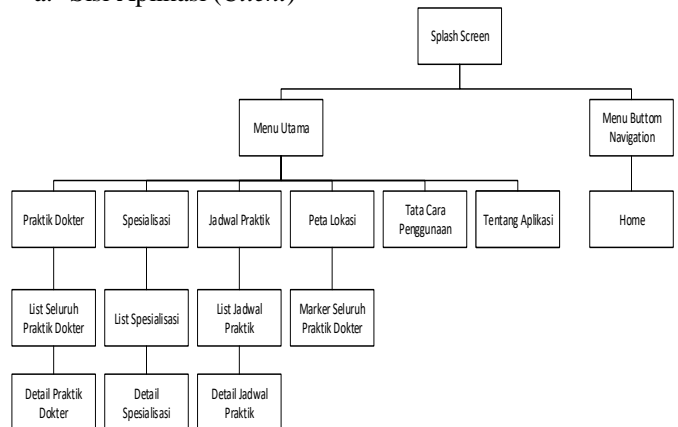 a. Sisi Aplikasi (Client)
Splash Screen
Menu Utama
Menu Buttom
Navigation
Praktik Dokter
Spesialisasi
Jadwal Praktik
Peta Lokasi
Tata Cara
Penggunaan
Tentang Aplikasi
Home
List Seluruh
Praktik Dokter
List Spesialisasi
List Jadwal
Praktik
Marker Seluruh
Praktik Dokter
Detail Praktik
Dokter
Detail
Spesialisasi
Detail Jadwal
Praktik